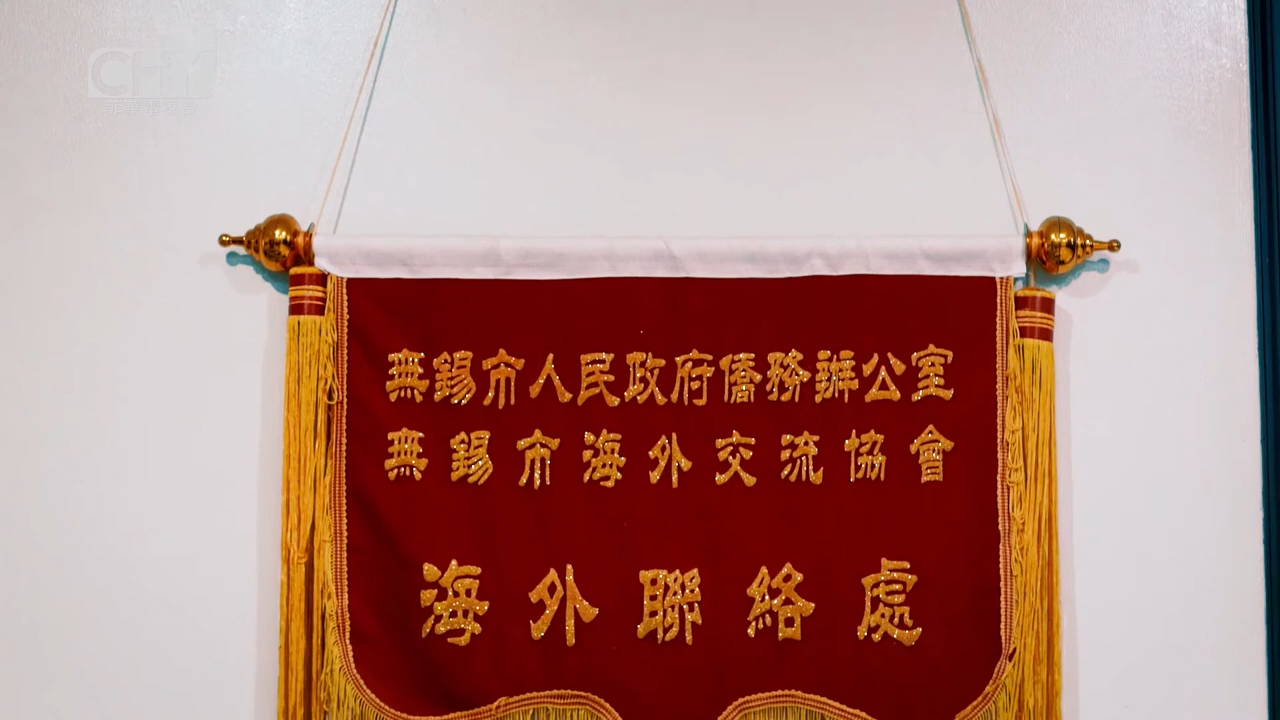 CHTV
無錫市人民政府僑務辦公室
無錫市海外交流協會
海外聯絡處